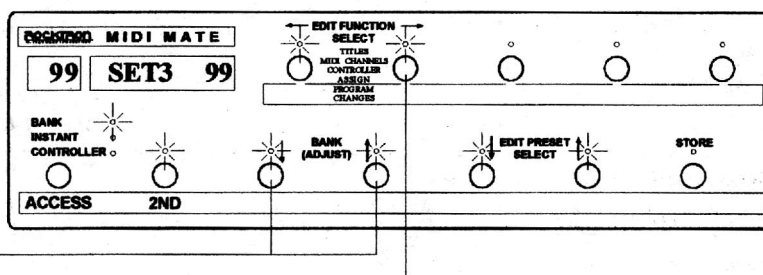 rocktron MIDI MATE
99 SET3 99
EDIT FUNCTION
SELECT
TITLES
MIDI CHANNELS
CONTROLLER
ASSIGN
PROGRAM
CHANGES
BANK
INSTANT
CONTROLLER
BANK
(ADJUST)
EDIT PRESET
SELECT
STORE
ACCESS 2ND